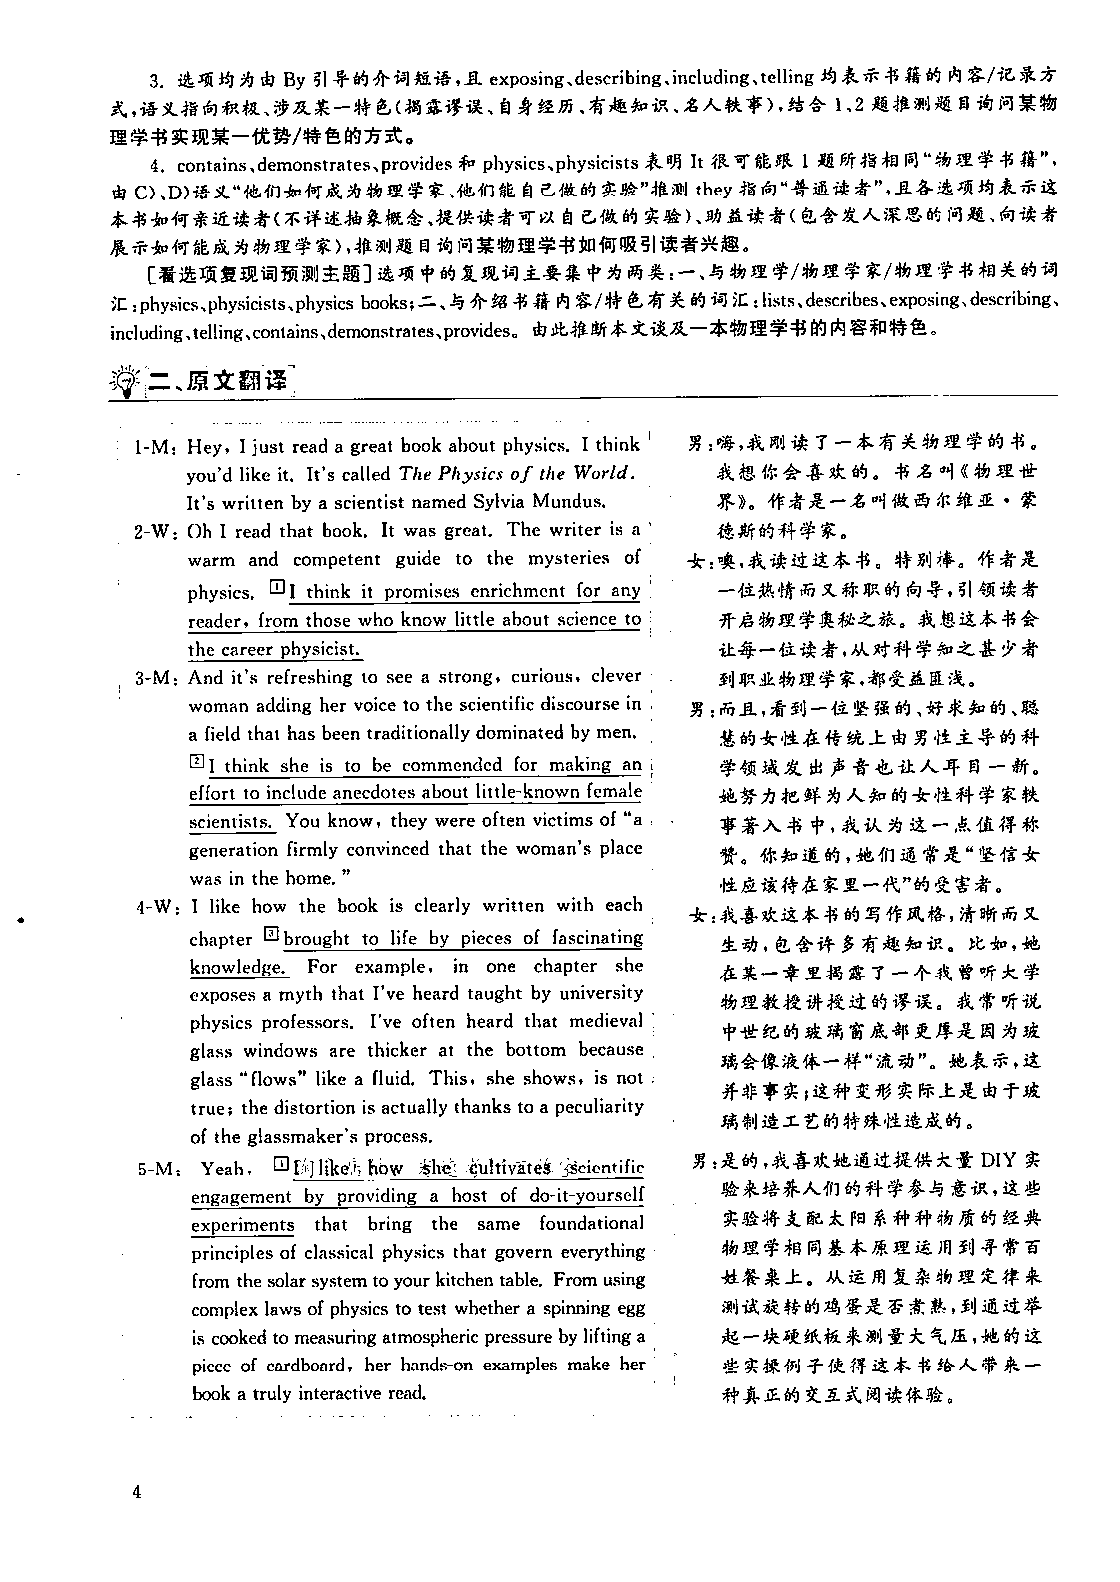 3. 选项均为由 By 引导的介词短语,且 exposing、describing、including、telling 均表示书籍的内容/记录方
式,语义指向积极、涉及某一特色(揭露谬误、自身经历、有趣知识、名人轶事),结合 1、2 题推测题目询问某物
理学书实现某一优势/特色的方式。
4. contains、demonstrates、provides 和 physics、physicists 表明 It 很可能跟 1 题所指相同“物理学书籍”,
由 C)、D)语义“他们如何成为物理学家、他们能自己做的实验”推测 they 指向“普通读者”,且各选项均表示这
本书如何亲近读者(不详述抽象概念、提供读者可以自己做的实验)、助益读者(包含发人深思的问题、向读者
展示如何能成为物理学家),推测题目询问某物理学书如何吸引读者兴趣。
[看选项复现词预测主题]选项中的复现词主要集中为两类:一、与物理学/物理学家/物理学书相关的词
汇:physics、physicists、physics books;二、与介绍书籍内容/特色有关的词汇:lists、describes、exposing、describing、
including、telling、contains、demonstrates、provides。由此推断本文谈及一本物理学书的内容和特色。
二、原文翻译
1-M: Hey, I just read a great book about physics. I think
you'd like it. It's called The Physics of the World.
It's written by a scientist named Sylvia Mundus.
2-W: Oh I read that book. It was great. The writer is a
warm and competent guide to the mysteries of
physics. [1]I think it promises enrichment for any
reader, from those who know little about science to
the career physicist.
3-M: And it's refreshing to see a strong, curious, clever
woman adding her voice to the scientific discourse in
a field that has been traditionally dominated by men.
[2]I think she is to be commended for making an
effort to include anecdotes about little-known female
scientists. You know, they were often victims of “a
generation firmly convinced that the woman's place
was in the home.”
4-W: I like how the book is clearly written with each
chapter [3]brought to life by pieces of fascinating
knowledge. For example, in one chapter she
exposes a myth that I've heard taught by university
physics professors. I've often heard that medieval
glass windows are thicker at the bottom because
glass “flows” like a fluid. This, she shows, is not
true; the distortion is actually thanks to a peculiarity
of the glassmaker's process.
5-M: Yeah, I like how she cultivates scientific
engagement by providing a host of do-it-yourself
experiments that bring the same foundational
principles of classical physics that govern everything
from the solar system to your kitchen table. From using
complex laws of physics to test whether a spinning egg
is cooked to measuring atmospheric pressure by lifting a
piece of cardboard, her hands-on examples make her
book a truly interactive read.
男:嗨,我刚读了一本有关物理学的书。
我想你会喜欢的。书名叫《物理世
界》。作者是一名叫做西尔维亚·蒙
德斯的科学家。
女:噢,我读过这本书。特别棒。作者是
一位热情而又称职的向导,引领读者
开启物理学奥秘之旅。我想这本书会
让每一位读者,从对科学知之甚少者
到职业物理学家,都受益匪浅。
男:而且,看到一位坚强的、好求知的、聪
慧的女性在传统上由男性主导的科
学领域发出声音也让人耳目一新。
她努力把鲜为人知的女性科学家轶
事著入书中,我认为这一点值得称
赞。你知道的,她们通常是“坚信女
性应该待在家里一代”的受害者。
女:我喜欢这本书的写作风格,清晰而又
生动,包含许多有趣知识。比如,她
在某一章里揭露了一个我曾听大学
物理教授讲授过的谬误。我常听说
中世纪的玻璃窗底部更厚是因为玻
璃会像液体一样“流动”。她表示,这
并非事实;这种变形实际上是由于玻
璃制造工艺的特殊性造成的。
男:是的,我喜欢她通过提供大量 DIY 实
验来培养人们的科学参与意识,这些
实验将支配太阳系种种物质的经典
物理学相同基本原理运用到寻常百
姓餐桌上。从运用复杂物理定律来
测试旋转的鸡蛋是否煮熟,到通过举
起一块硬纸板来测量大气压,她的这
些实操例子使得这本书给人带来一
种真正的交互式阅读体验。
4